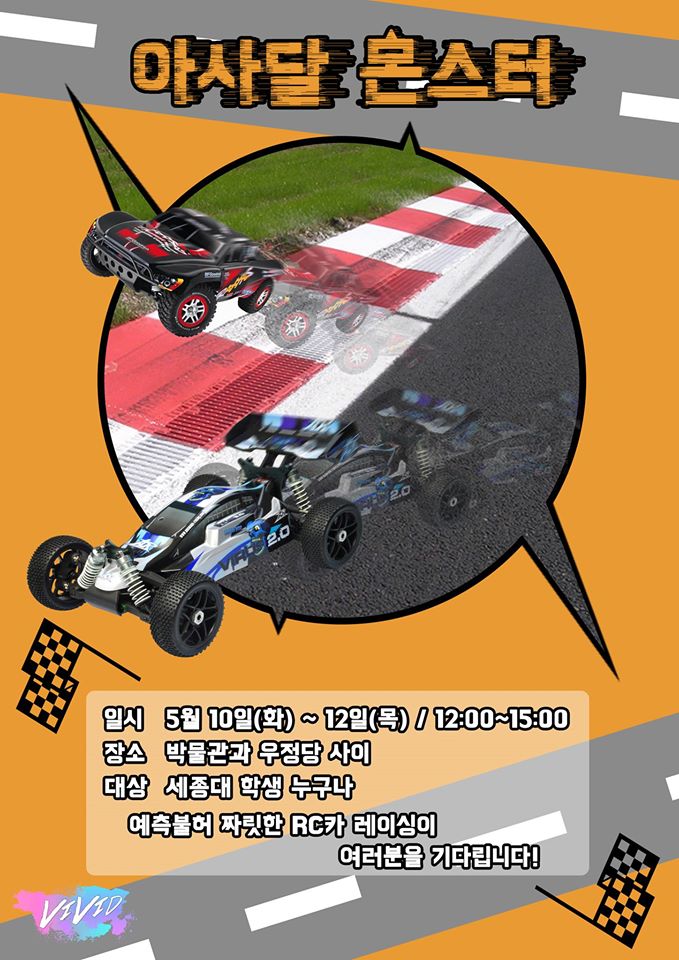 아사달 몬스터
2.0
일시 5월 10일(화) ~ 12일(목) / 12:00~15:00
장소 박물관과 우정당 사이
대상 세종대 학생 누구나
예측불허 짜릿한 RC카 레이싱이
여러분을 기다립니다!
ViViD